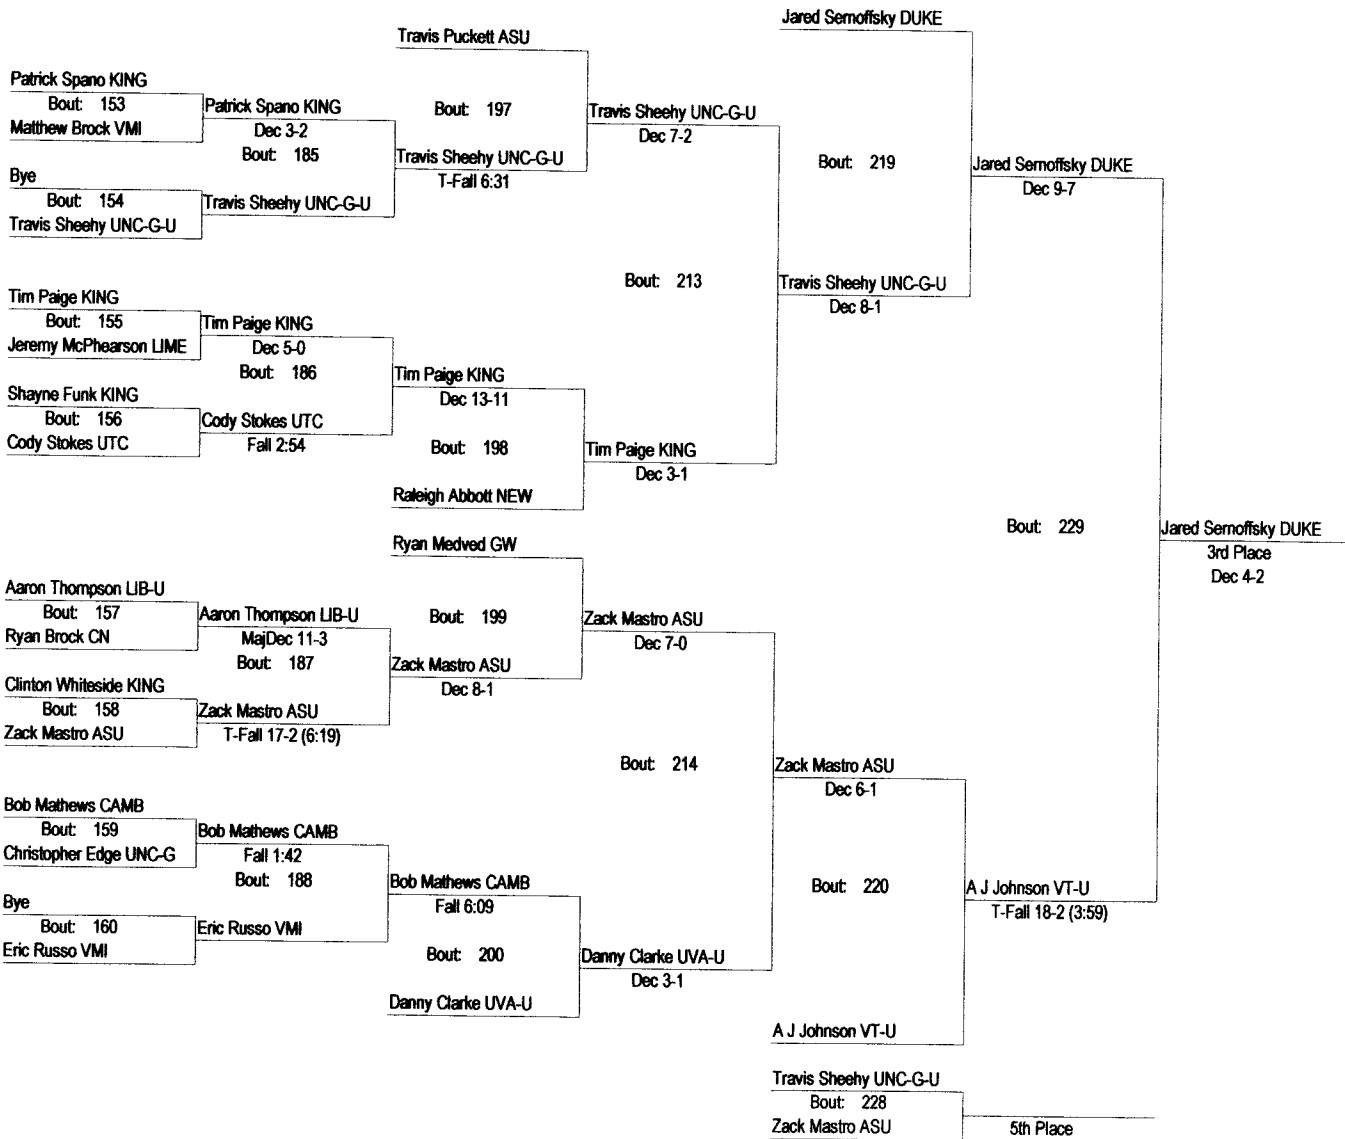 Jared Sernoffsky DUKE
Travis Puckett ASU
Patrick Spano KING
Bout: 153
Matthew Brock VMI
Patrick Spano KING
Dec 3-2
Bout: 185
Bye
Bout: 154
Travis Sheehy UNC-G-U
Travis Sheehy UNC-G-U
Bout: 197
Travis Sheehy UNC-G-U
T-Fall 6:31
Travis Sheehy UNC-G-U
Dec 7-2
Bout: 219
Jared Sernoffsky DUKE
Dec 9-7
Bout: 213
Travis Sheehy UNC-G-U
Dec 8-1
Tim Paige KING
Bout: 155
Jeremy McPhearson LIME
Tim Paige KING
Dec 5-0
Bout: 186
Shayne Funk KING
Bout: 156
Cody Stokes UTC
Cody Stokes UTC
Fall 2:54
Tim Paige KING
Dec 13-11
Bout: 198
Raleigh Abbott NEW
Tim Paige KING
Dec 3-1
Bout: 229
Jared Sernoffsky DUKE
3rd Place
Dec 4-2
Ryan Medved GW
Aaron Thompson LIB-U
Bout: 157
Ryan Brock CN
Aaron Thompson LIB-U
MajDec 11-3
Bout: 187
Clinton Whiteside KING
Bout: 158
Zack Mastro ASU
Zack Mastro ASU
T-Fall 17-2 (6:19)
Bout: 199
Zack Mastro ASU
Dec 8-1
Zack Mastro ASU
Dec 7-0
Bout: 214
Zack Mastro ASU
Dec 6-1
Bob Mathews CAMB
Bout: 159
Christopher Edge UNC-G
Bob Mathews CAMB
Fall 1:42
Bout: 188
Bye
Bout: 160
Eric Russo VMI
Eric Russo VMI
Bob Mathews CAMB
Fall 6:09
Bout: 200
Danny Clarke UVA-U
Danny Clarke UVA-U
Dec 3-1
Bout: 220
A J Johnson VT-U
T-Fall 18-2 (3:59)
A J Johnson VT-U
Travis Sheehy UNC-G-U
Bout: 228
Zack Mastro ASU
5th Place